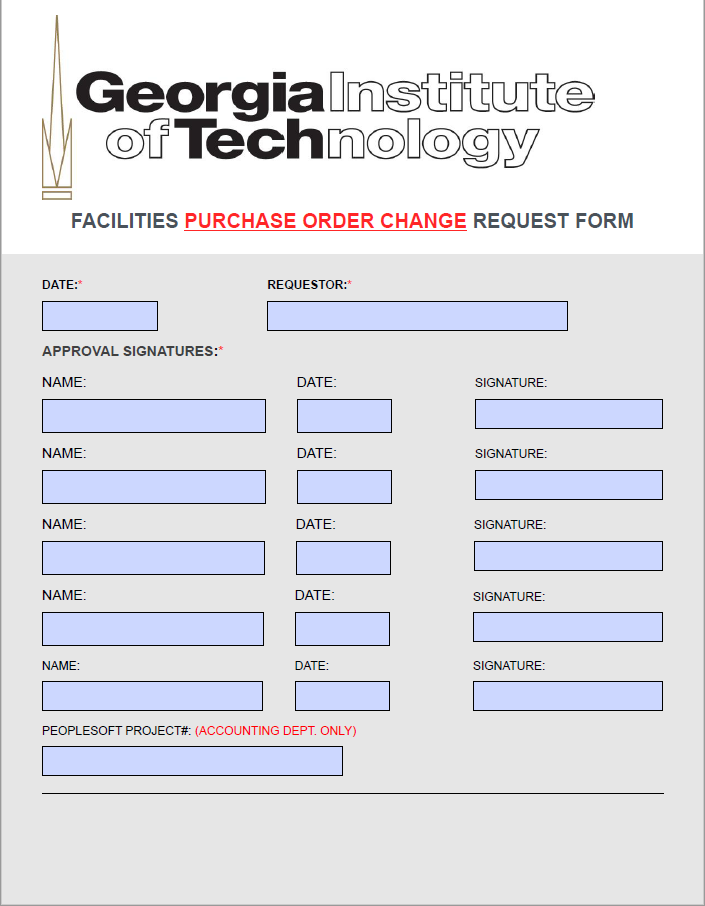 GeorgiaInstitute
of Technology
FACILITIES PURCHASE ORDER CHANGE REQUEST FORM
DATE:* REQUESTOR:*
APPROVAL SIGNATURES:*
NAME: DATE: SIGNATURE:
NAME: DATE: SIGNATURE:
NAME: DATE: SIGNATURE:
NAME: DATE: SIGNATURE:
NAME: DATE: SIGNATURE:
PEOPLESOFT PROJECT#: (ACCOUNTING DEPT. ONLY)